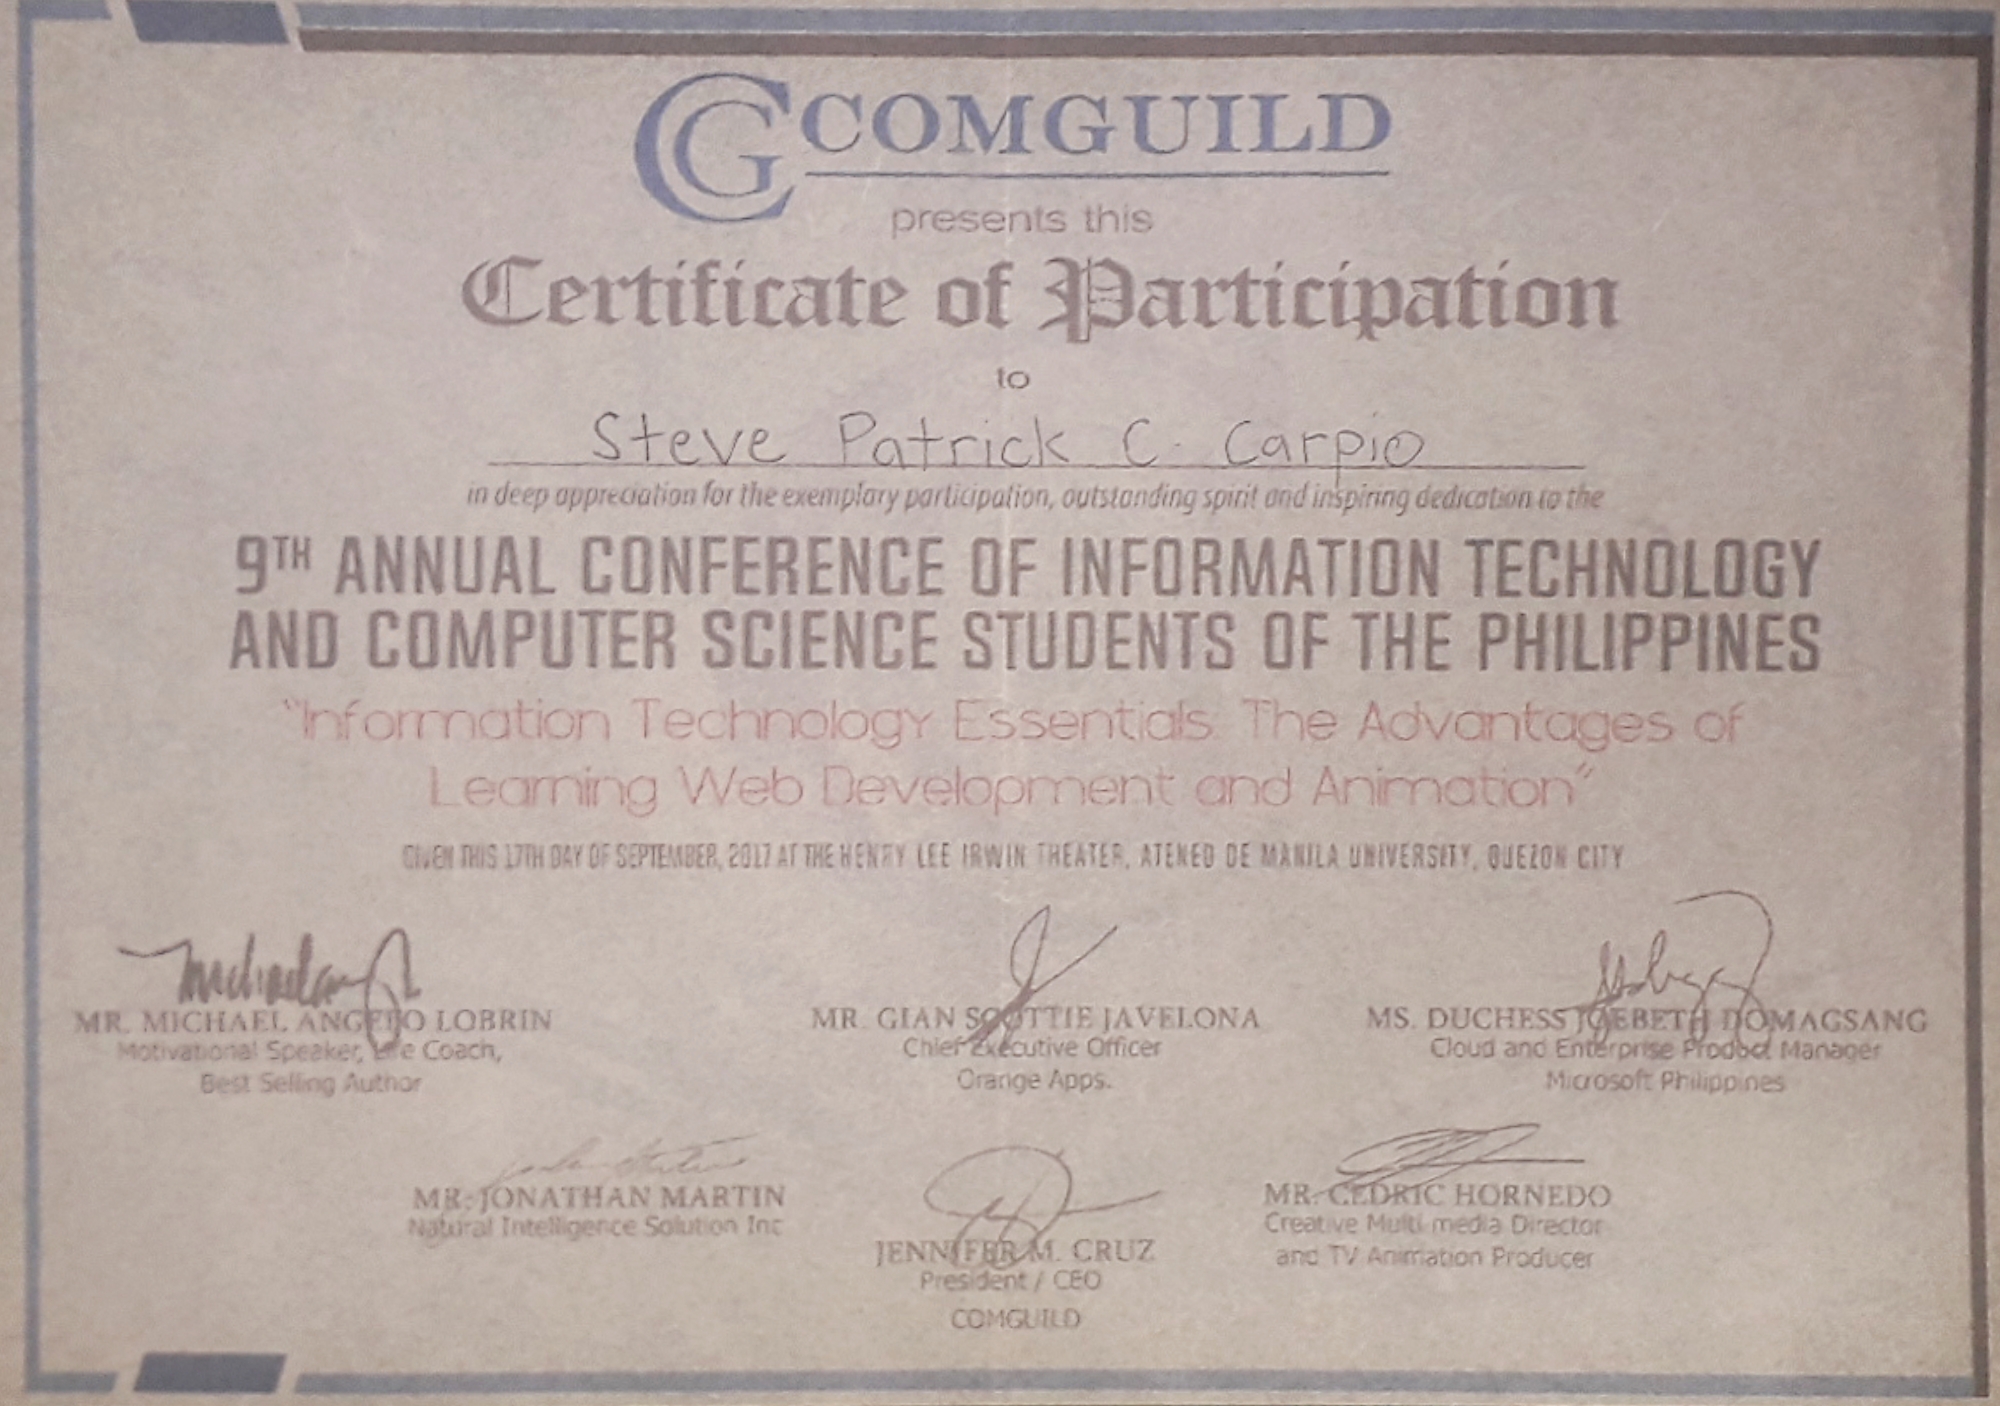 CG COMGUILD
presents this
Certificate of Participation
to
Steve Patrick C. Carpio
in deep appreciation for the exemplary participation, outstanding spirit and inspiring dedication to the
9TH ANNUAL CONFERENCE OF INFORMATION TECHNOLOGY
AND COMPUTER SCIENCE STUDENTS OF THE PHILIPPINES
"Information Technology Essentials: The Advantages of
Learning Web Development and Animation"
GIVEN THIS 17TH DAY OF SEPTEMBER, 2017 AT THE HENRY LEE IRWIN THEATER, ATENEO DE MANILA UNIVERSITY, QUEZON CITY
MR. MICHAEL ANGELO LOBRIN
Motivational Speaker, Life Coach,
Best Selling Author
MR. GIAN SCOTTIE JAVELONA
Chief Executive Officer
Orange Apps.
MS. DUCHESS JOEBETH DOMAGSANG
Cloud and Enterprise Product Manager
Microsoft Philippines
MR. JONATHAN MARTIN
Natural Intelligence Solution Inc
JENNIFER M. CRUZ
President / CEO
COMGUILD
MR. CEDRIC HORNEDO
Creative Multi media Director
and TV Animation Producer